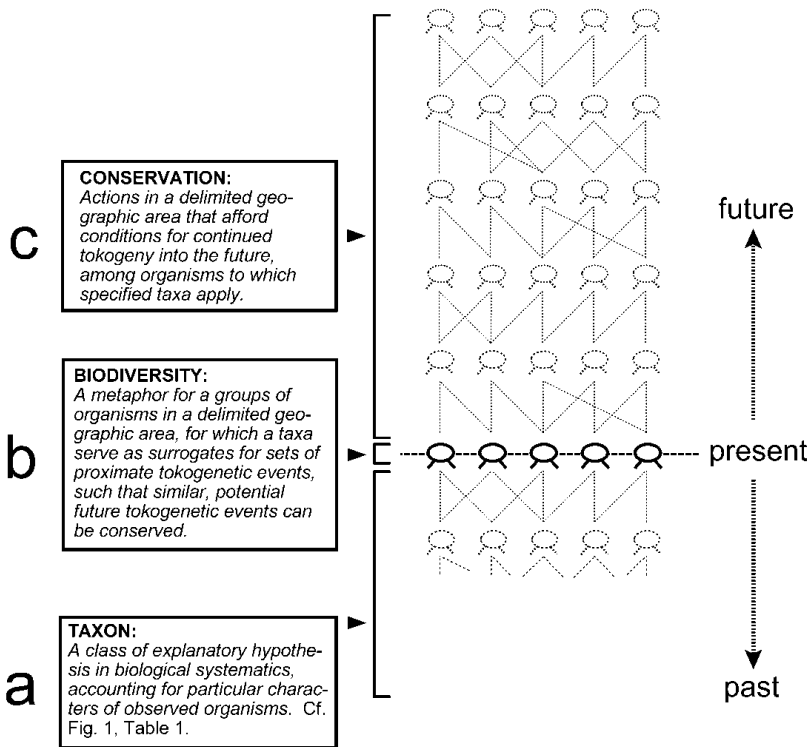 c
CONSERVATION:
Actions in a delimited geo-
graphic area that afford
conditions for continued
tokogeny into the future,
among organisms to which
specified taxa apply.
b
BIODIVERSITY:
A metaphor for a groups of
organisms in a delimited geo-
graphic area, for which a taxa
serve as surrogates for sets of
proximate tokogenetic events,
such that similar, potential
future tokogenetic events can
be conserved.
a
TAXON:
A class of explanatory hypothe-
sis in biological systematics,
accounting for particular charac-
ters of observed organisms. Cf.
Fig. 1, Table 1.
future
present
past